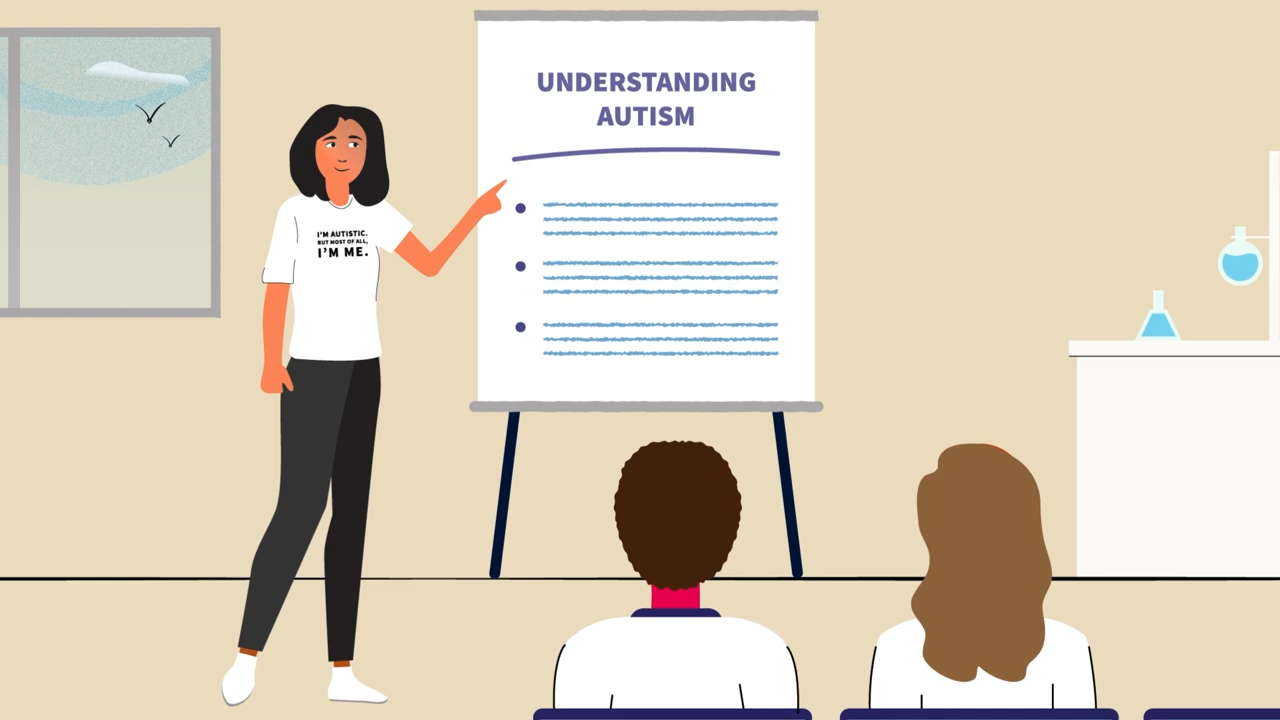 UNDERSTANDING
AUTISM
I'M AUTISTIC.
BUT MOST OF ALL,
I'M ME.